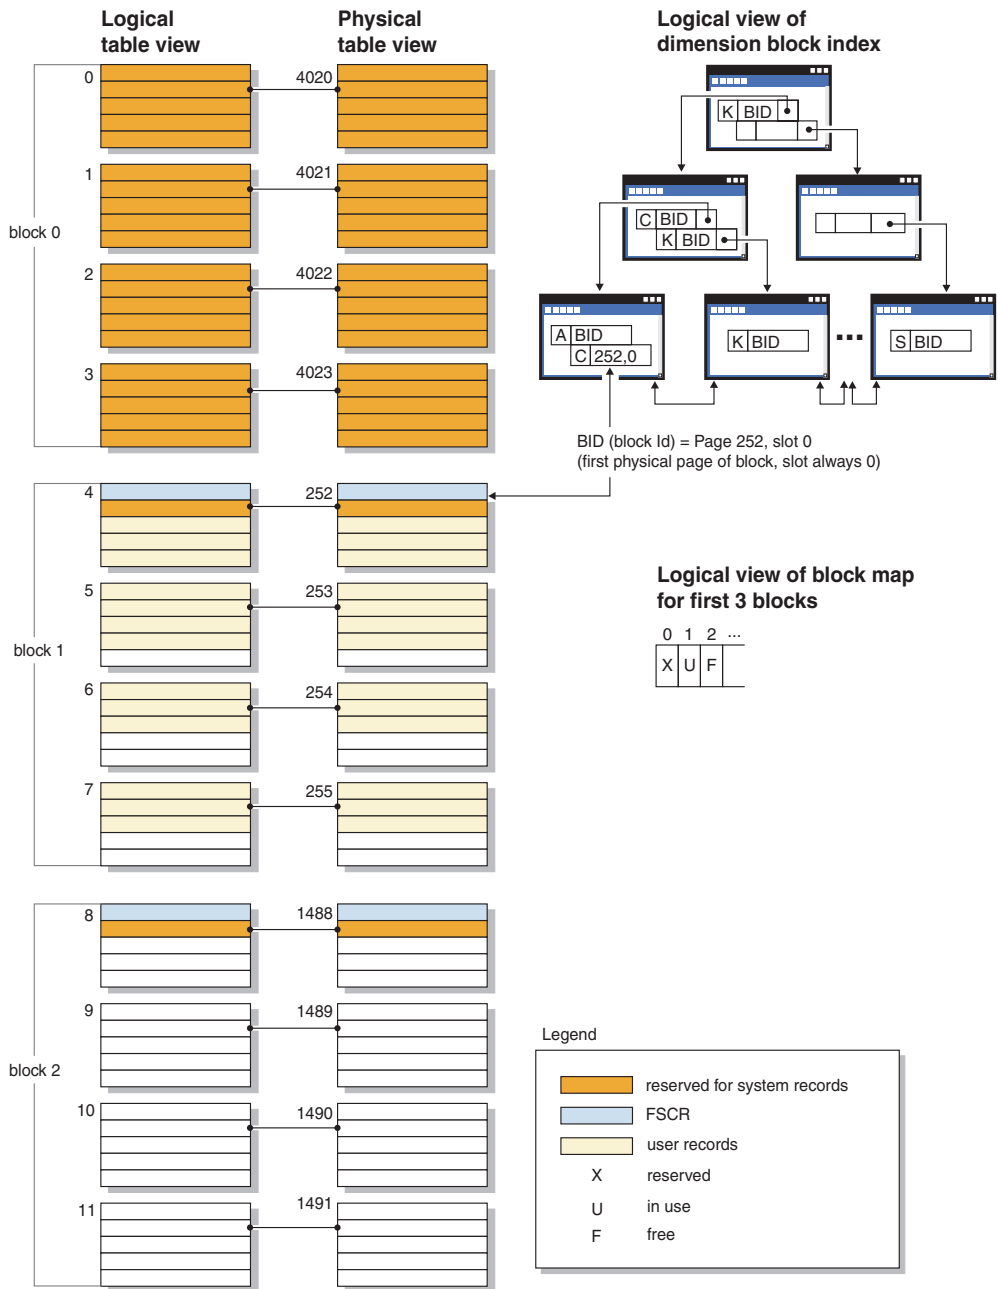 Logical
table view
Physical
table view
Logical view of
dimension block index
block 0
0
4020
1
4021
2
4022
3
4023
K BID
C BID
K BID
A BID
C 252,0
K BID
...
S BID
BID (block Id) = Page 252, slot 0
(first physical page of block, slot always 0)
block 1
4
252
5
253
6
254
7
255
Logical view of block map
for first 3 blocks
0 1 2 ...
X U F
block 2
8
1488
9
1489
10
1490
11
1491
Legend
reserved for system records
FSCR
user records
X reserved
U in use
F free